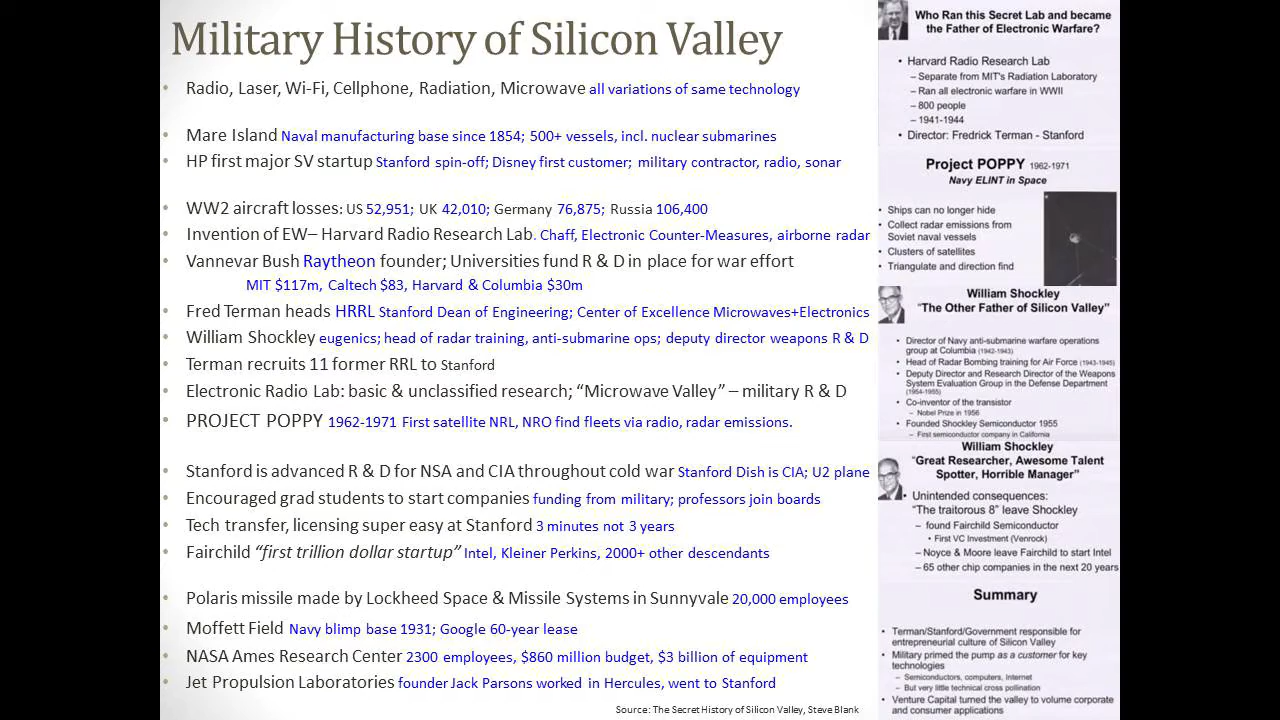 Military History of Silicon Valley
• Radio, Laser, Wi-Fi, Cellphone, Radiation, Microwave all variations of same technology
• Mare Island Naval manufacturing base since 1854; 500+ vessels, incl. nuclear submarines
• HP first major SV startup Stanford spin-off; Disney first customer; military contractor, radio, sonar
• WW2 aircraft losses: US 52,951; UK 42,010; Germany 76,875; Russia 106,400
• Invention of EW– Harvard Radio Research Lab. Chaff, Electronic Counter-Measures, airborne radar
• Vannevar Bush Raytheon founder; Universities fund R & D in place for war effort
MIT $117m, Caltech $83, Harvard & Columbia $30m
• Fred Terman heads HRRL Stanford Dean of Engineering; Center of Excellence Microwaves+Electronics
• William Shockley eugenics; head of radar training, anti-submarine ops; deputy director weapons R & D
• Terman recruits 11 former RRL to Stanford
• Electronic Radio Lab: basic & unclassified research; “Microwave Valley” – military R & D
• PROJECT POPPY 1962-1971 First satellite NRL, NRO find fleets via radio, radar emissions.
• Stanford is advanced R & D for NSA and CIA throughout cold war Stanford Dish is CIA; U2 plane
• Encouraged grad students to start companies funding from military; professors join boards
• Tech transfer, licensing super easy at Stanford 3 minutes not 3 years
• Fairchild “first trillion dollar startup” Intel, Kleiner Perkins, 2000+ other descendants
• Polaris missile made by Lockheed Space & Missile Systems in Sunnyvale 20,000 employees
• Moffett Field Navy blimp base 1931; Google 60-year lease
• NASA Ames Research Center 2300 employees, $860 million budget, $3 billion of equipment
• Jet Propulsion Laboratories founder Jack Parsons worked in Hercules, went to Stanford
Source: The Secret History of Silicon Valley, Steve Blank
Who Ran this Secret Lab and became
the Father of Electronic Warfare?
• Harvard Radio Research Lab
– Separate from MIT's Radiation Laboratory
– Ran all electronic warfare in WWII
– 800 people
– 1941-1944
• Director: Fredrick Terman - Stanford
Project POPPY 1962-1971
Navy ELINT in Space
• Ships can no longer hide
• Collect radar emissions from
Soviet naval vessels
• Clusters of satellites
• Triangulate and direction find
William Shockley
“The Other Father of Silicon Valley”
• Director of Navy anti-submarine warfare operations
group at Columbia (1942-1943)
• Head of Radar Bombing training for Air Force (1943-1945)
• Deputy Director and Research Director of the Weapons
System Evaluation Group in the Defense Department
(1954-1955)
• Co-inventor of the transistor
– Nobel Prize in 1956
• Founded Shockley Semiconductor 1955
– First semiconductor company in California
William Shockley
“Great Researcher, Awesome Talent
Spotter, Horrible Manager”
• Unintended consequences:
“The traitorous 8” leave Shockley
– found Fairchild Semiconductor
• First VC Investment (Venrock)
– Noyce & Moore leave Fairchild to start Intel
– 65 other chip companies in the next 20 years
Summary
• Terman/Stanford/Government responsible for
entrepreneurial culture of Silicon Valley
• Military primed the pump as a customer for key
technologies
– Semiconductors, computers, Internet
– But very little technical cross pollination
• Venture Capital turned the valley to volume corporate
and consumer applications